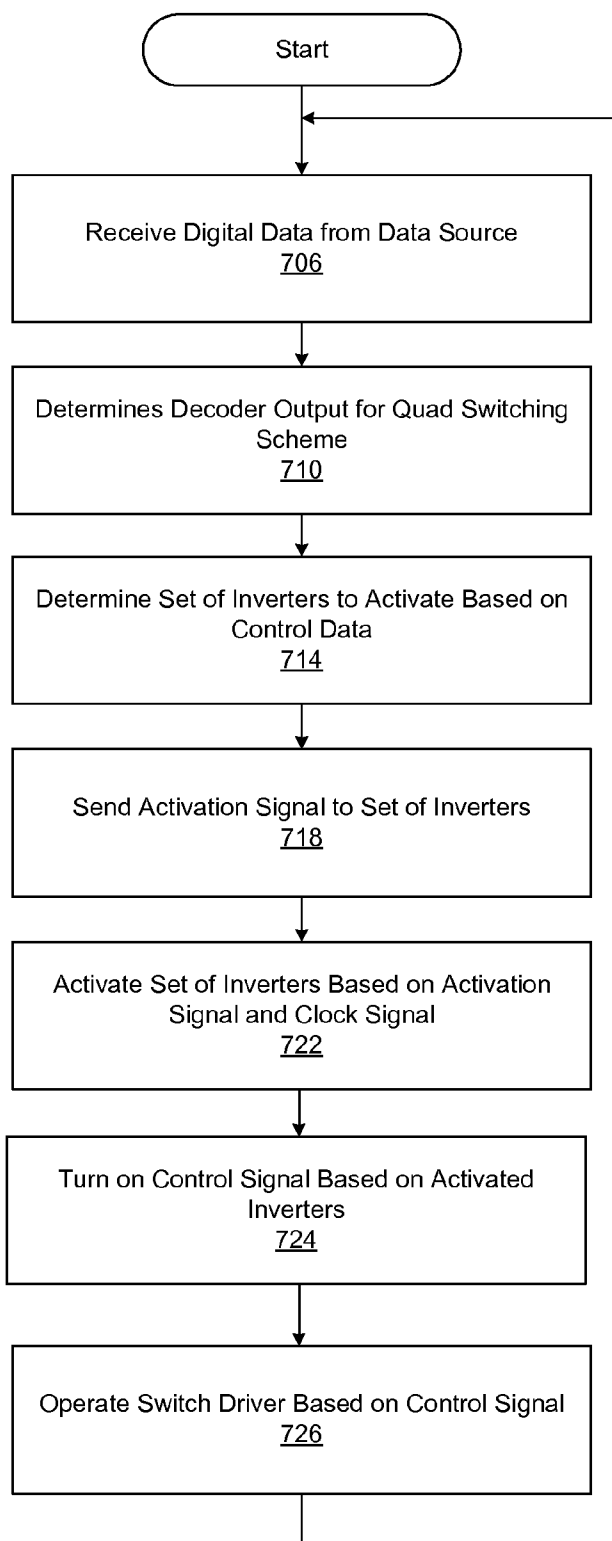 Start
Receive Digital Data from Data Source
706
Determines Decoder Output for Quad Switching
Scheme
710
Determine Set of Inverters to Activate Based on
Control Data
714
Send Activation Signal to Set of Inverters
718
Activate Set of Inverters Based on Activation
Signal and Clock Signal
722
Turn on Control Signal Based on Activated
Inverters
724
Operate Switch Driver Based on Control Signal
726